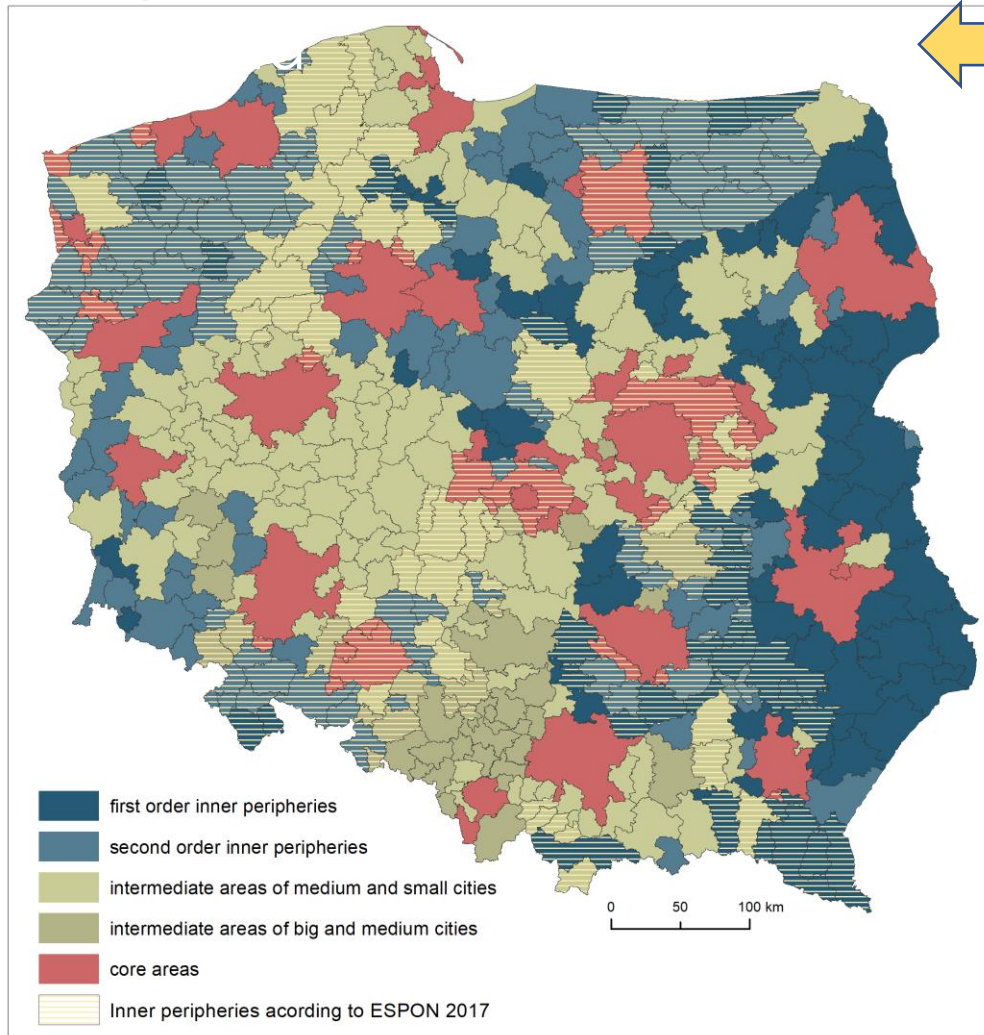 first order inner peripheries
second order inner peripheries
intermediate areas of medium and small cities
intermediate areas of big and medium cities
core areas
Inner peripheries acording to ESPON 2017
0 50 100 km